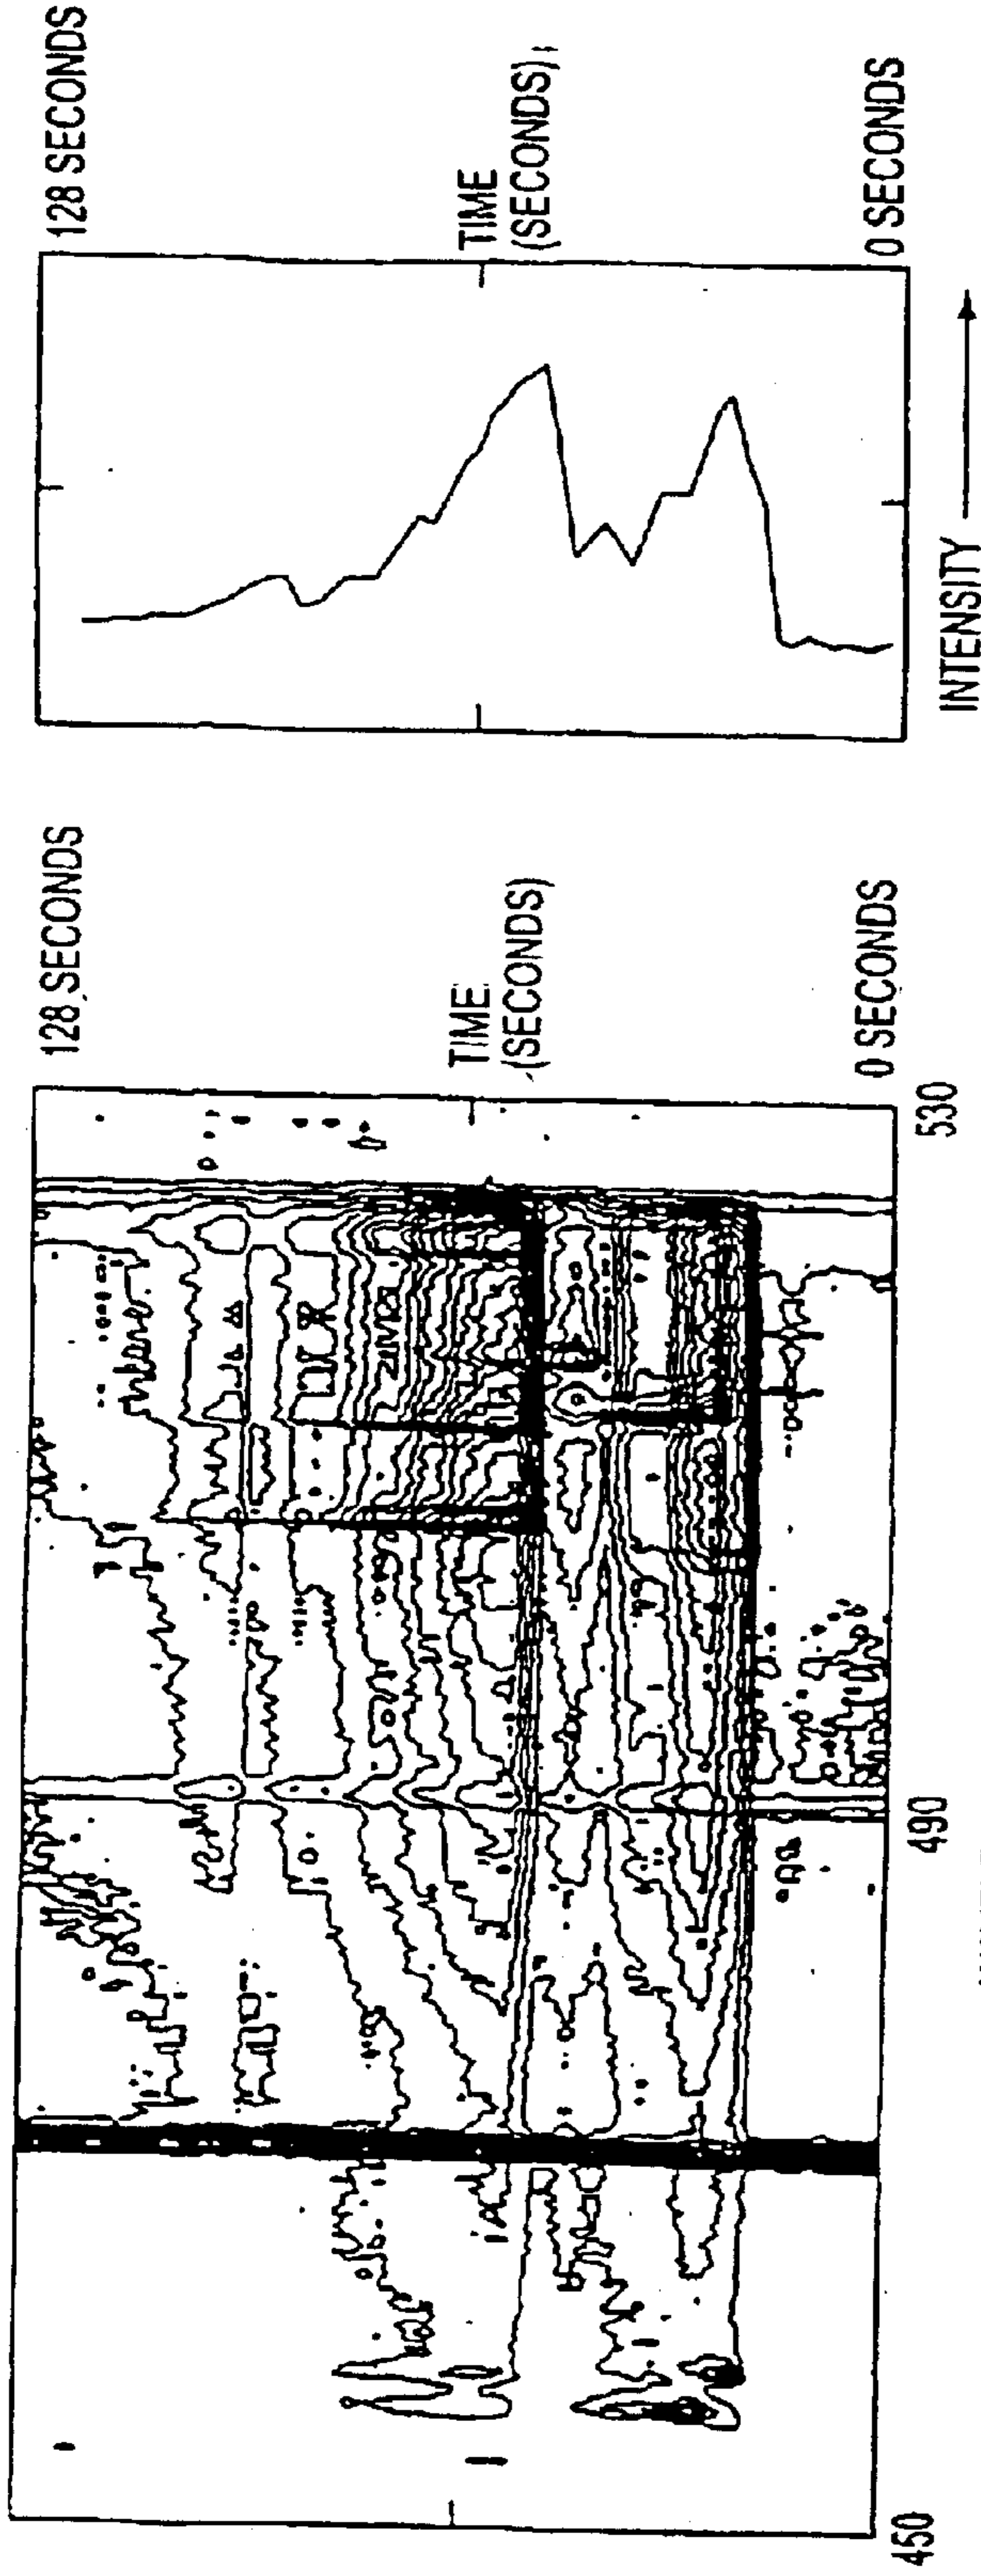 128 SECONDS
TIME
(SECONDS)
0 SECONDS
INTENSITY
128 SECONDS
TIME
(SECONDS)
0 SECONDS
530
490
450